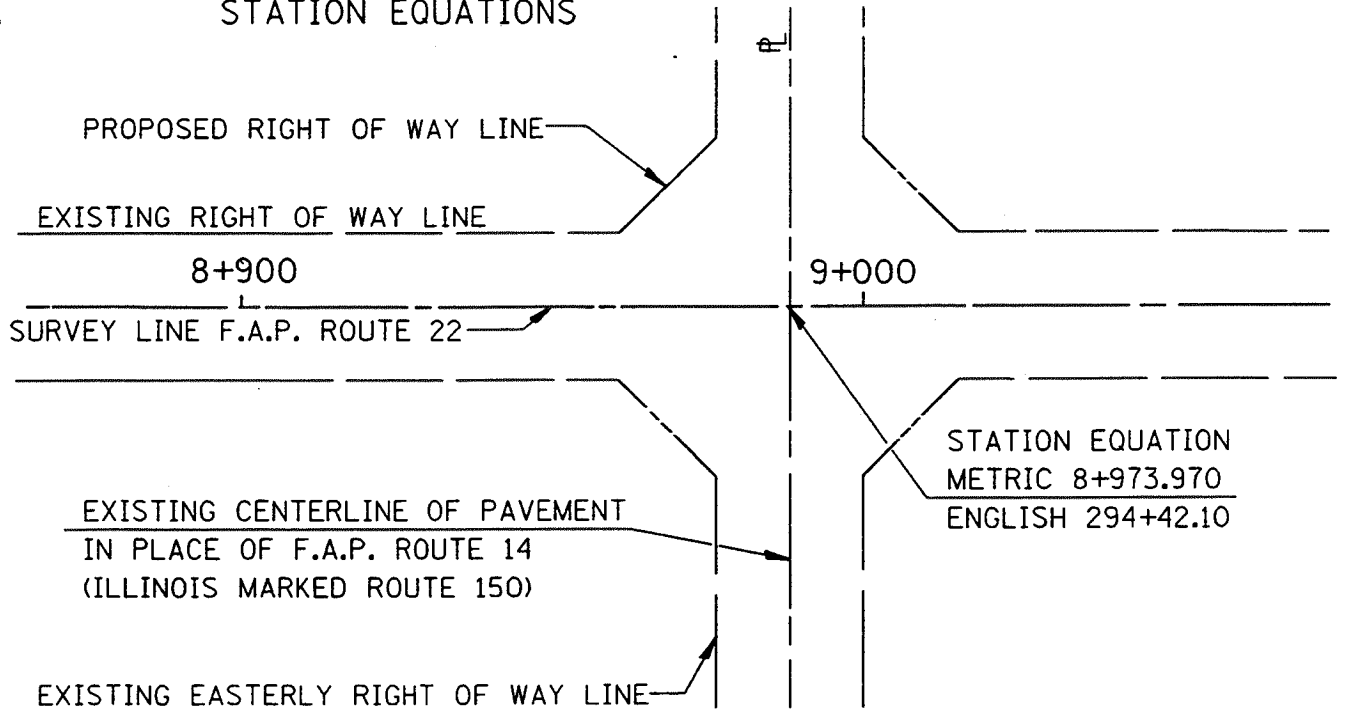 STATION EQUATIONS
PL
PROPOSED RIGHT OF WAY LINE
EXISTING RIGHT OF WAY LINE
8+900
9+000
SURVEY LINE F.A.P. ROUTE 22
STATION EQUATION
METRIC 8+973.970
ENGLISH 294+42.10
EXISTING CENTERLINE OF PAVEMENT
IN PLACE OF F.A.P. ROUTE 14
(ILLINOIS MARKED ROUTE 150)
EXISTING EASTERLY RIGHT OF WAY LINE